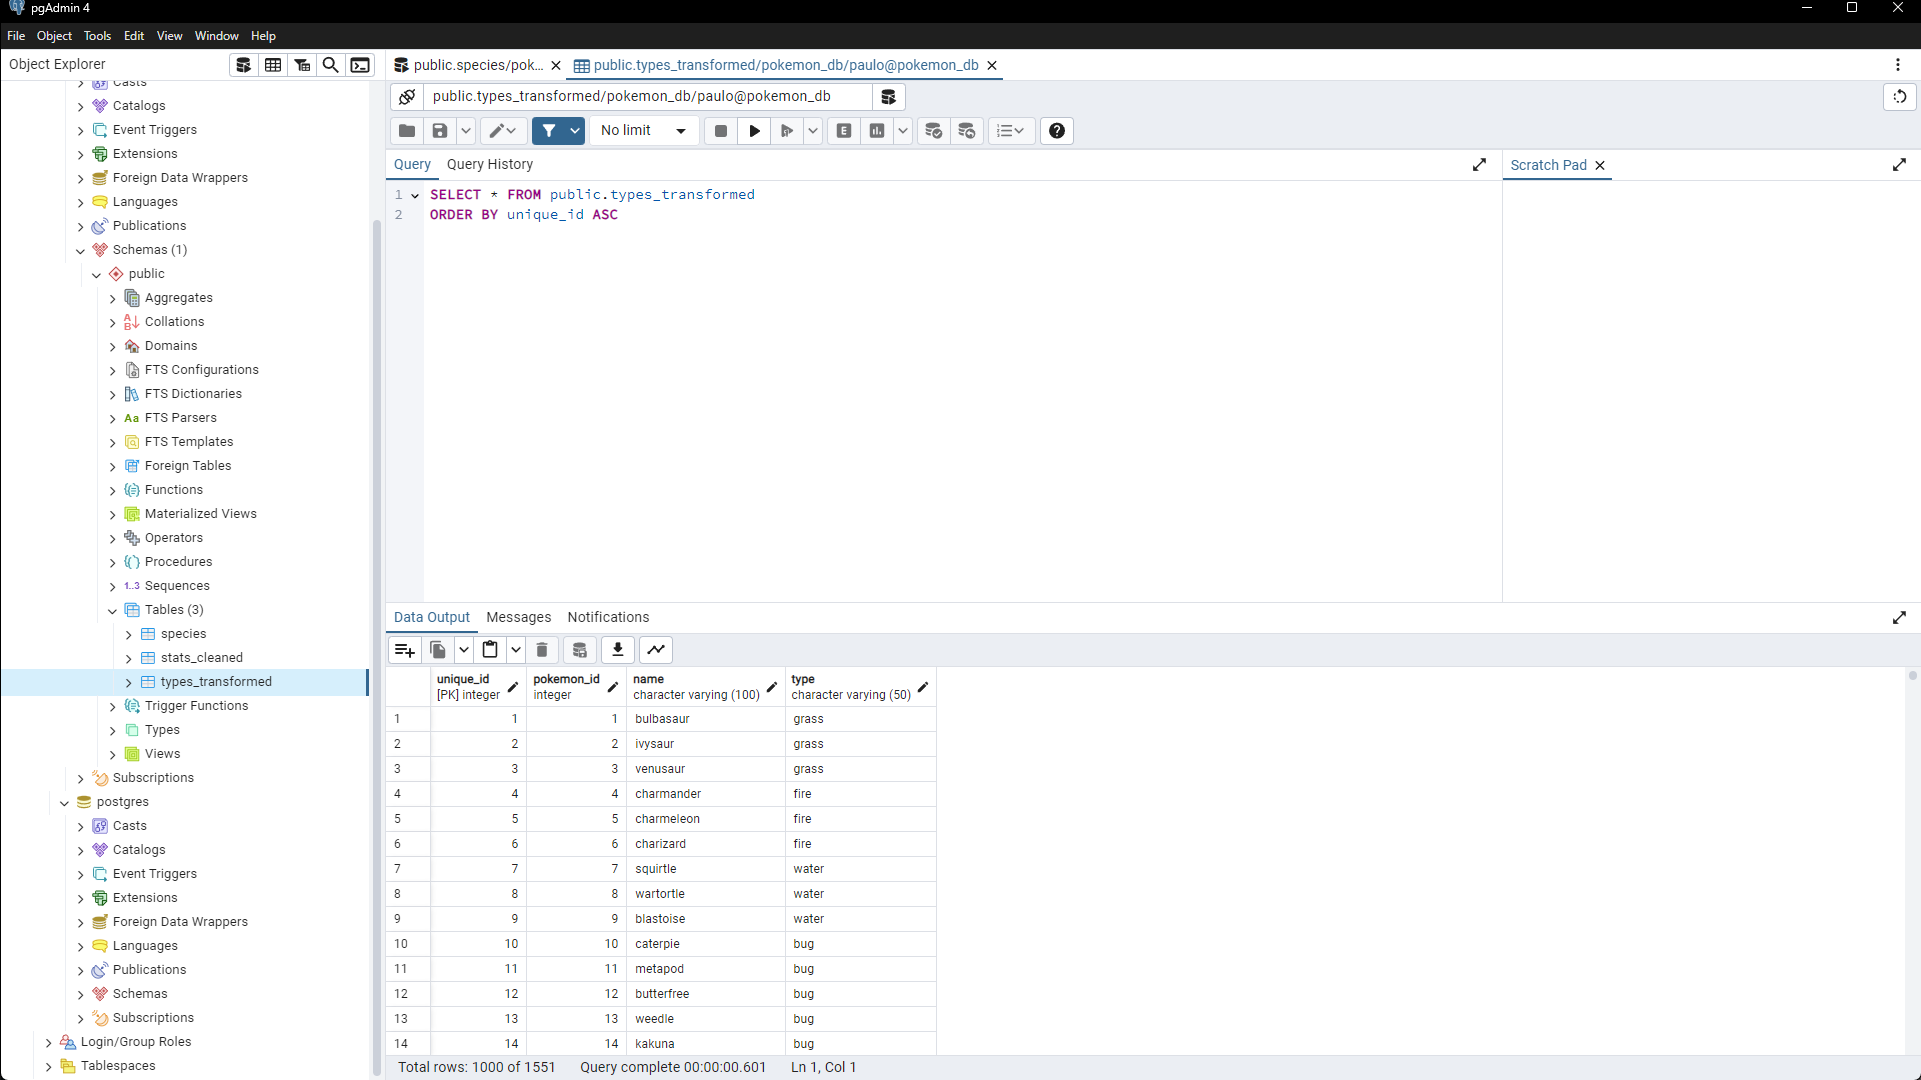 pgAdmin 4
File Object Tools Edit View Window Help
Object Explorer
Casts
Catalogs
Event Triggers
Extensions
Foreign Data Wrappers
Languages
Publications
Schemas (1)
public
Aggregates
Collations
Domains
FTS Configurations
FTS Dictionaries
Aa FTS Parsers
FTS Templates
Foreign Tables
Functions
Materialized Views
Operators
Procedures
1..3 Sequences
Tables (3)
species
stats_cleaned
types_transformed
Trigger Functions
Types
Views
Subscriptions
postgres
Casts
Catalogs
Event Triggers
Extensions
Foreign Data Wrappers
Languages
Publications
Schemas
Subscriptions
Login/Group Roles
Tablespaces
public.species/pok... public.types_transformed/pokemon_db/paulo@pokemon_db
public.types_transformed/pokemon_db/paulo@pokemon_db
No limit E
Query Query History
Scratch Pad
1 SELECT * FROM public.types_transformed
2 ORDER BY unique_id ASC
Data Output Messages Notifications
unique_id pokemon_id name type
[PK] integer integer character varying (100) character varying (50)
1 1 1 bulbasaur grass
2 2 2 ivysaur grass
3 3 3 venusaur grass
4 4 4 charmander fire
5 5 5 charmeleon fire
6 6 6 charizard fire
7 7 7 squirtle water
8 8 8 wartortle water
9 9 9 blastoise water
10 10 10 caterpie bug
11 11 11 metapod bug
12 12 12 butterfree bug
13 13 13 weedle bug
14 14 14 kakuna bug
Total rows: 1000 of 1551 Query complete 00:00:00.601 Ln 1, Col 1